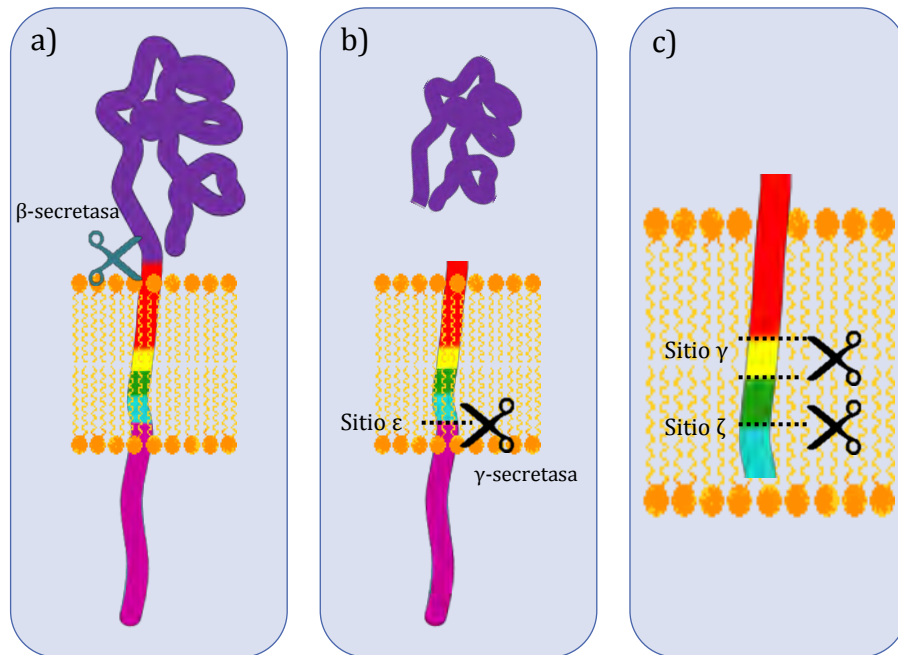 a)
β-secretasa
b)
Sitio ε
γ-secretasa
c)
Sitio γ
Sitio ζ